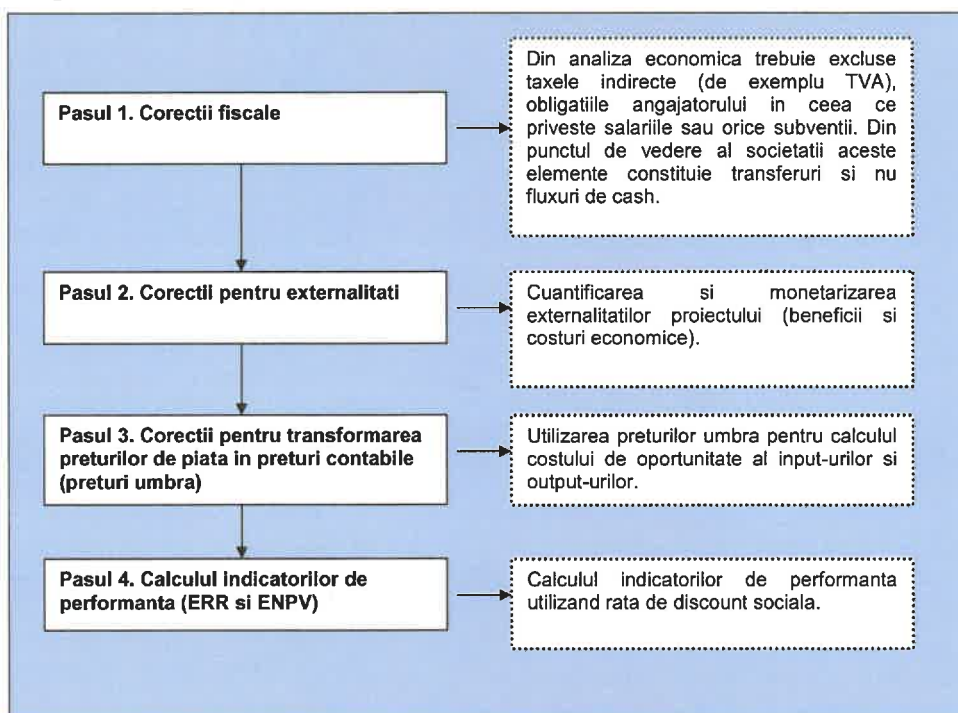 Pasul 1. Corectii fiscale
Din analiza economica trebuie excluse
taxele indirecte (de exemplu TVA),
obligatiile angajatorului in ceea ce
priveste salariile sau orice subventii. Din
punctul de vedere al societatii aceste
elemente constituie transferuri si nu
fluxuri de cash.
Pasul 2. Corectii pentru externalitati
Cuantificarea si monetarizarea
externalitatilor proiectului (beneficii si
costuri economice).
Pasul 3. Corectii pentru transformarea
preturilor de piata in preturi contabile
(preturi umbra)
Utilizarea preturilor umbra pentru calculul
costului de oportunitate al input-urilor si
output-urilor.
Pasul 4. Calculul indicatorilor de
performanta (ERR si ENPV)
Calculul indicatorilor de performanta
utilizand rata de discount sociala.